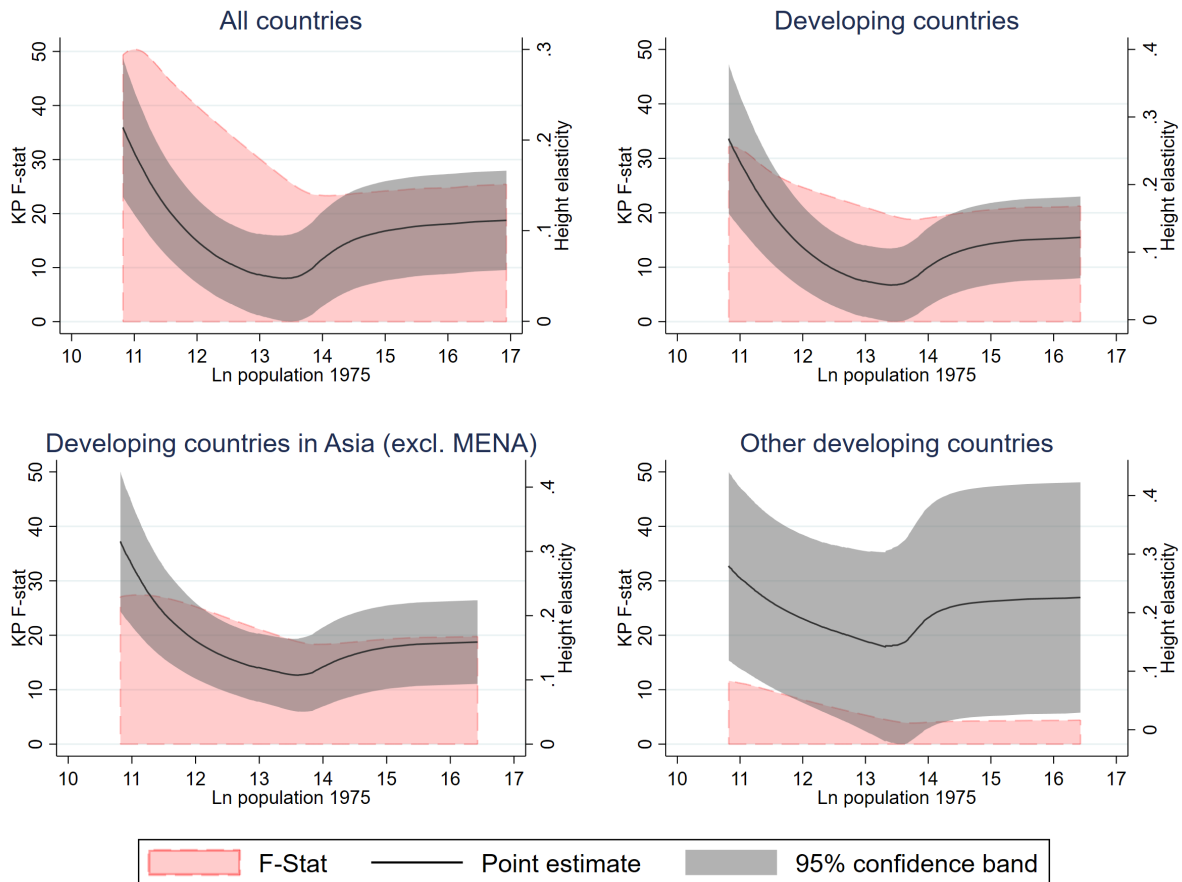 All countries
50
40
30
20
10
0
KP F-stat
.3
.2
.1
0
Height elasticity
10 11 12 13 14 15 16 17
Ln population 1975
Developing countries
50
40
30
20
10
0
KP F-stat
.4
.3
.2
.1
0
Height elasticity
10 11 12 13 14 15 16 17
Ln population 1975
Developing countries in Asia (excl. MENA)
50
40
30
20
10
0
KP F-stat
.4
.3
.2
.1
0
Height elasticity
10 11 12 13 14 15 16 17
Ln population 1975
Other developing countries
50
40
30
20
10
0
KP F-stat
.4
.3
.2
.1
0
Height elasticity
10 11 12 13 14 15 16 17
Ln population 1975
F-Stat Point estimate 95% confidence band